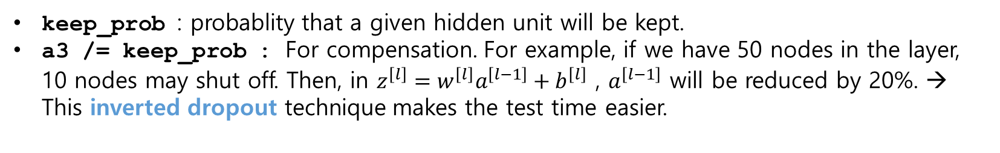 • keep_prob : probablity that a given hidden unit will be kept.
• a3 /= keep_prob : For compensation. For example, if we have 50 nodes in the layer,
10 nodes may shut off. Then, in z^[l] = w^[l]a^[l−1] + b^[l] , a^[l−1] will be reduced by 20%. →
This inverted dropout technique makes the test time easier.